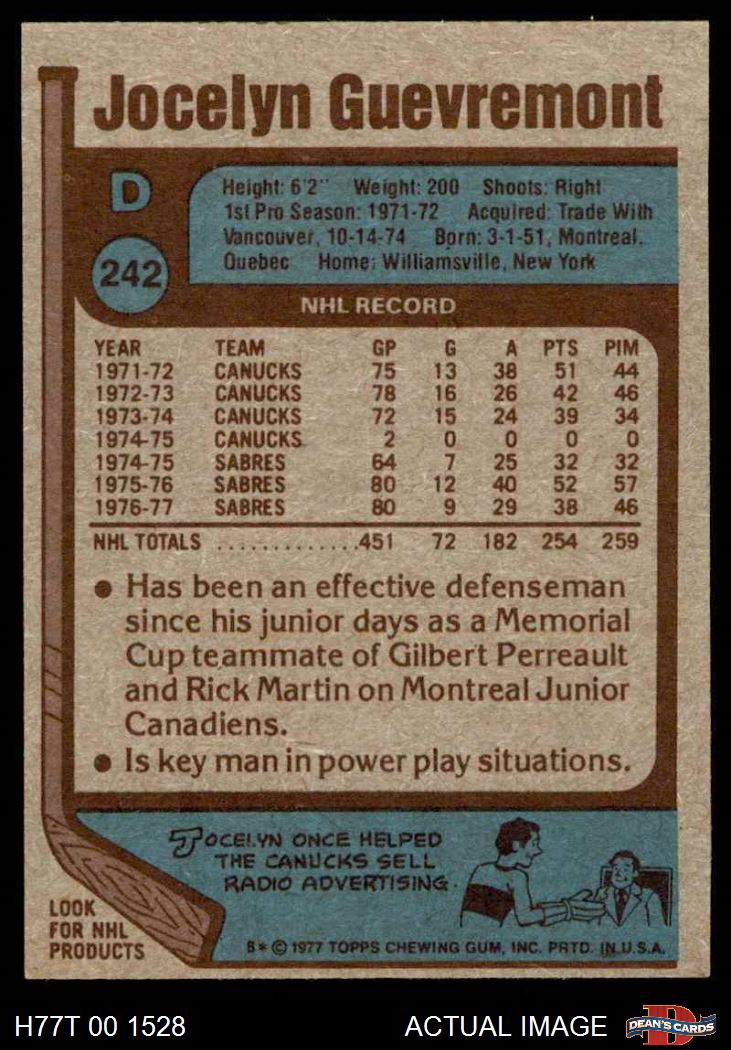 Jocelyn Guevremont
D
242
Height: 6'2" Weight: 200 Shoots: Right
1st Pro Season: 1971-72 Acquired: Trade With
Vancouver, 10-14-74 Born: 3-1-51, Montreal,
Quebec Home: Williamsville, New York
NHL RECORD
YEAR TEAM GP G A PTS PIM
1971-72 CANUCKS 75 13 38 51 44
1972-73 CANUCKS 78 16 26 42 46
1973-74 CANUCKS 72 15 24 39 34
1974-75 CANUCKS 2 0 0 0 0
1974-75 SABRES 64 7 25 32 32
1975-76 SABRES 80 12 40 52 57
1976-77 SABRES 80 9 29 38 46
NHL TOTALS .............451 72 182 254 259
• Has been an effective defenseman
since his junior days as a Memorial
Cup teammate of Gilbert Perreault
and Rick Martin on Montreal Junior
Canadiens.
• Is key man in power play situations.
JOCELYN ONCE HELPED
THE CANUCKS SELL
RADIO ADVERTISING.
LOOK
FOR NHL
PRODUCTS
B* © 1977 TOPPS CHEWING GUM, INC. PRTD. IN U.S.A.
H77T 00 1528 ACTUAL IMAGE
D
DEAN'S CARDS